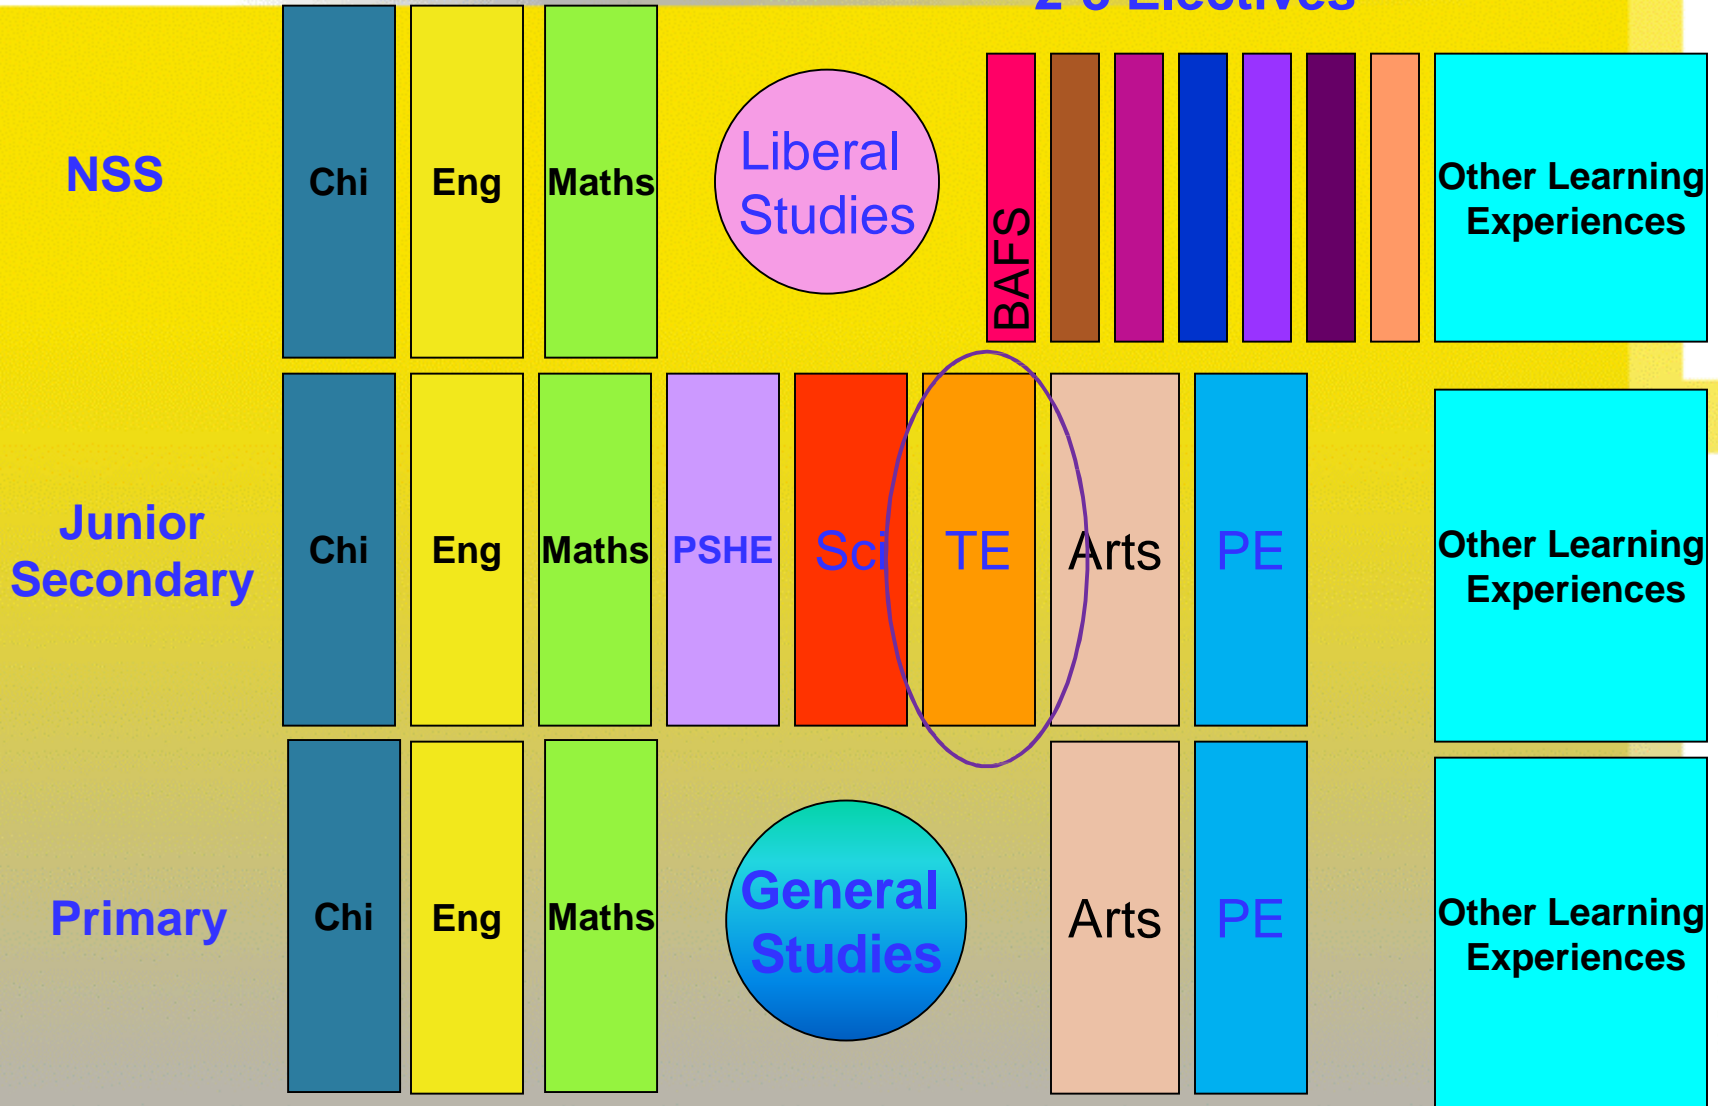 Electives
NSS
Chi
Eng
Maths
Liberal
Studies
BAFS
Other Learning
Experiences
Junior
Secondary
Chi
Eng
Maths
PSHE
Sci
TE
Arts
PE
Other Learning
Experiences
Primary
Chi
Eng
Maths
General
Studies
Arts
PE
Other Learning
Experiences